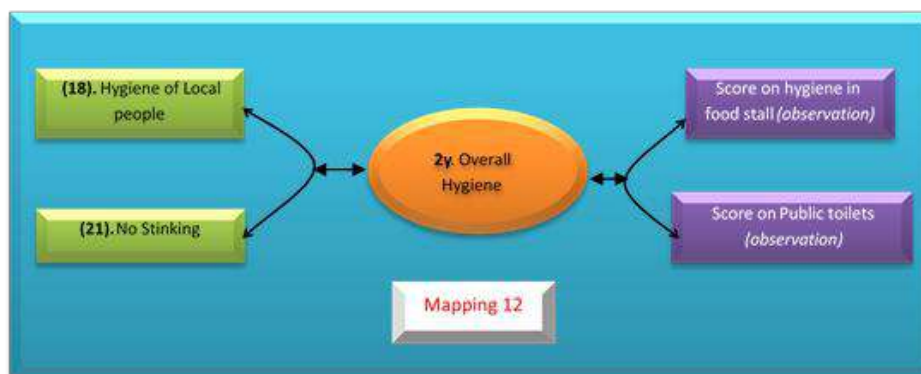 (18). Hygiene of Local
people
(21). No Stinking
2y. Overall
Hygiene
Score on hygiene in
food stall (observation)
Score on Public toilets
(observation)
Mapping 12